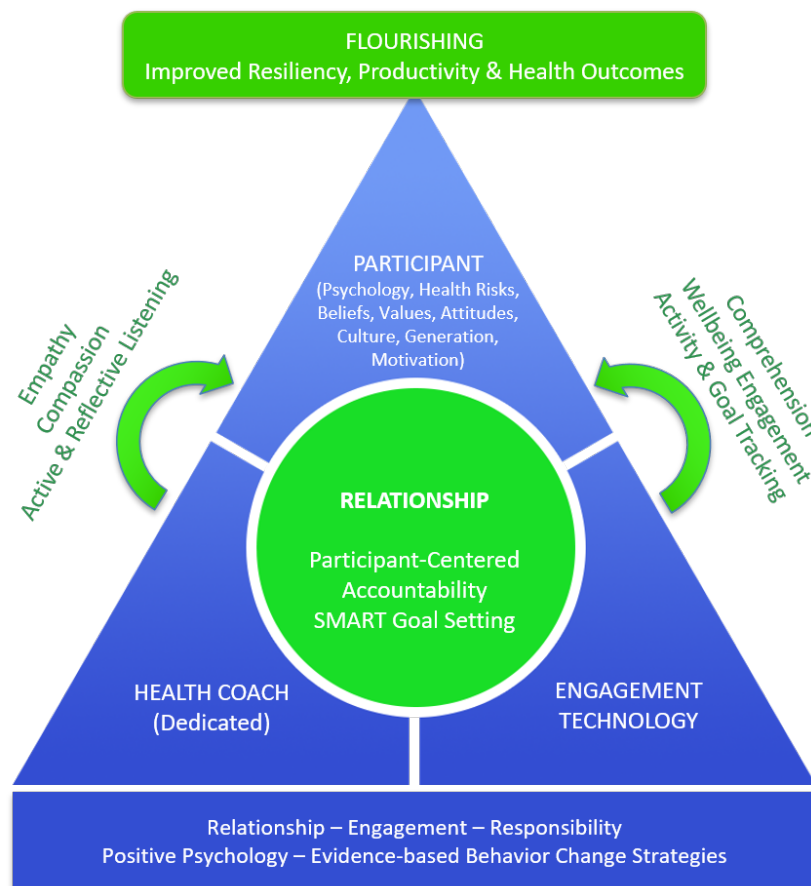 FLOURISHING
Improved Resiliency, Productivity & Health Outcomes
PARTICIPANT
(Psychology, Health Risks,
Beliefs, Values, Attitudes,
Culture, Generation,
Motivation)
Empathy
Compassion
Active & Reflective Listening
Comprehension
Wellbeing Engagement
Activity & Goal Tracking
RELATIONSHIP
Participant-Centered
Accountability
SMART Goal Setting
HEALTH COACH
(Dedicated)
ENGAGEMENT
TECHNOLOGY
Relationship – Engagement – Responsibility
Positive Psychology – Evidence-based Behavior Change Strategies